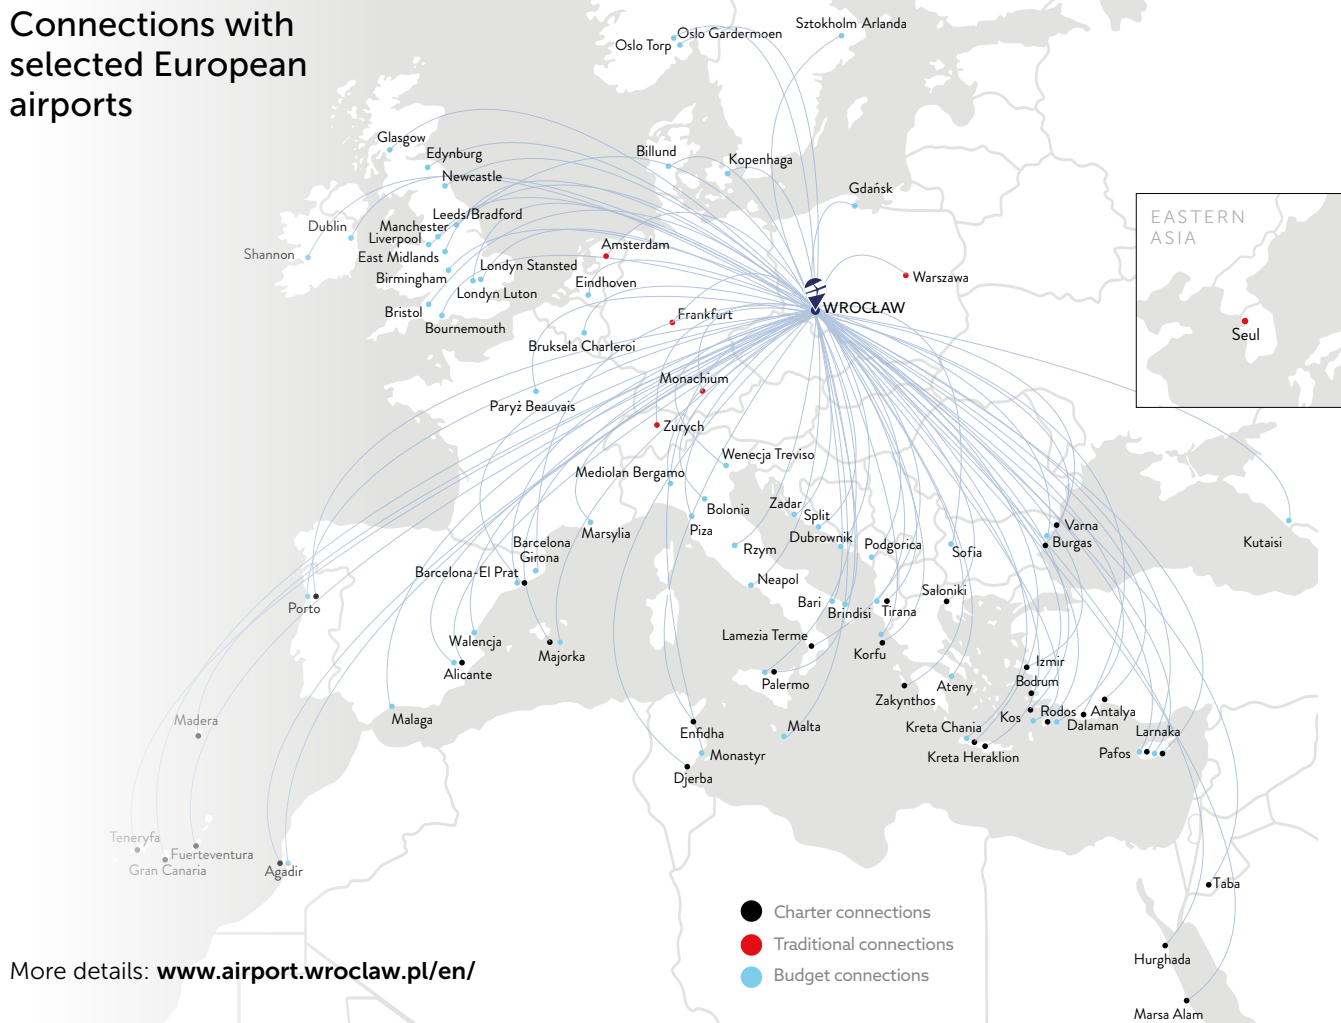 Connections with
selected European
airports
Sztokholm Arlanda
Oslo Gardermoen
Oslo Torp
Glasgow
Edynburg
Billund
Kopenhaga
Newcastle
Gdańsk
Leeds/Bradford
Dublin
Manchester
Liverpool
Amsterdam
Shannon
East Midlands
Londyn Stansted
Birmingham
Eindhoven
Warszawa
Londyn Luton
Bristol
WROCŁAW
Frankfurt
Bournemouth
Bruksela Charleroi
EASTERN
ASIA
Seul
Monachium
Paryż Beauvais
Zurych
Wenecja Treviso
Mediolan Bergamo
Bolonia
Zadar
Split
Piza
Marsylia
Dubrownik
Varna
Burgas
Kutaisi
Barcelona
Girona
Rzym
Podgorica
Sofia
Barcelona-El Prat
Neapol
Saloniki
Porto
Bari
Brindisi
Tirana
Lamezia Terme
Walencja
Majorka
Korfu
Izmir
Alicante
Palermo
Bodrum
Ateny
Zakynthos
Madera
Malaga
Enfidha
Malta
Kreta Chania
Kos
Rodos
Antalya
Dalaman
Larnaka
Monastyr
Kreta Heraklion
Pafos
Djerba
Teneryfa
Fuerteventura
Gran Canaria
Agadir
Taba
Charter connections
Traditional connections
Budget connections
Hurghada
Marsa Alam
More details: www.airport.wroclaw.pl/en/